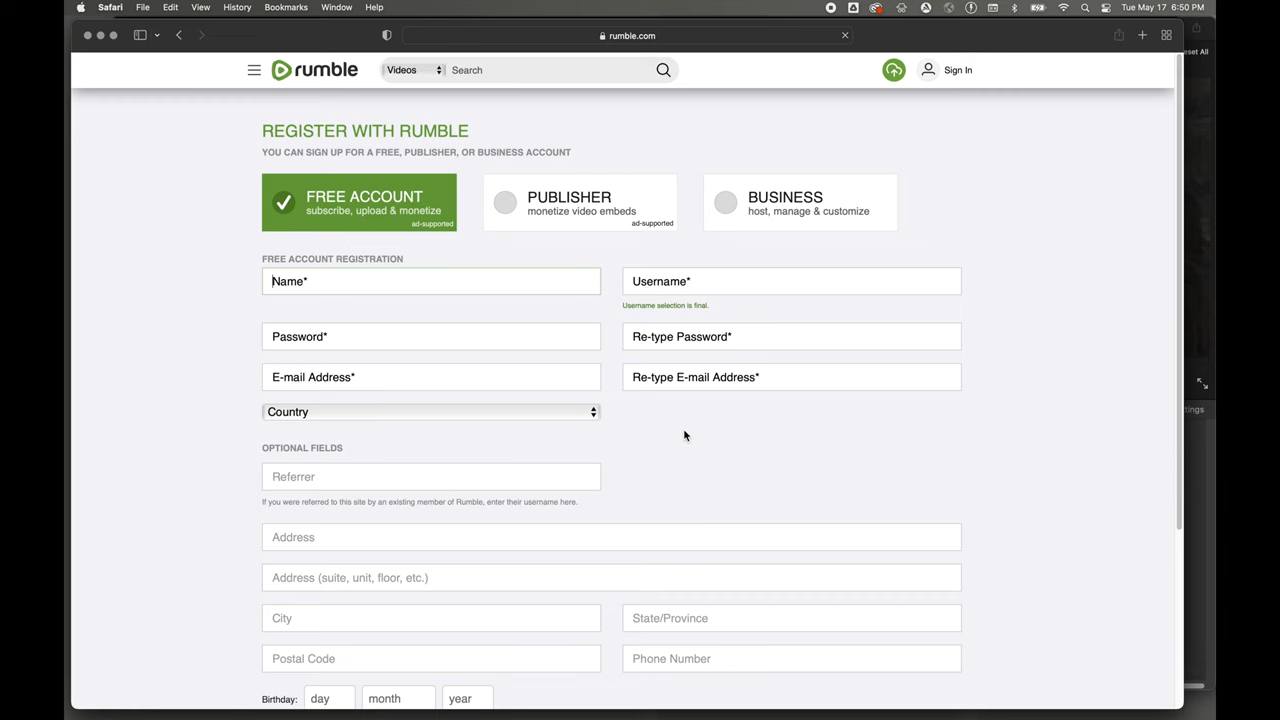 Safari File Edit View History Bookmarks Window Help
Tue May 17 6:50 PM
rumble.com
eset All
rumble
Videos
Search
Sign In
REGISTER WITH RUMBLE
YOU CAN SIGN UP FOR A FREE, PUBLISHER, OR BUSINESS ACCOUNT
FREE ACCOUNT
subscribe, upload & monetize
ad-supported
PUBLISHER
monetize video embeds
ad-supported
BUSINESS
host, manage & customize
FREE ACCOUNT REGISTRATION
Name*
Username*
Username selection is final.
Password*
Re-type Password*
E-mail Address*
Re-type E-mail Address*
Country
tings
OPTIONAL FIELDS
Referrer
If you were referred to this site by an existing member of Rumble, enter their username here.
Address
Address (suite, unit, floor, etc.)
City
State/Province
Postal Code
Phone Number
Birthday: day month year